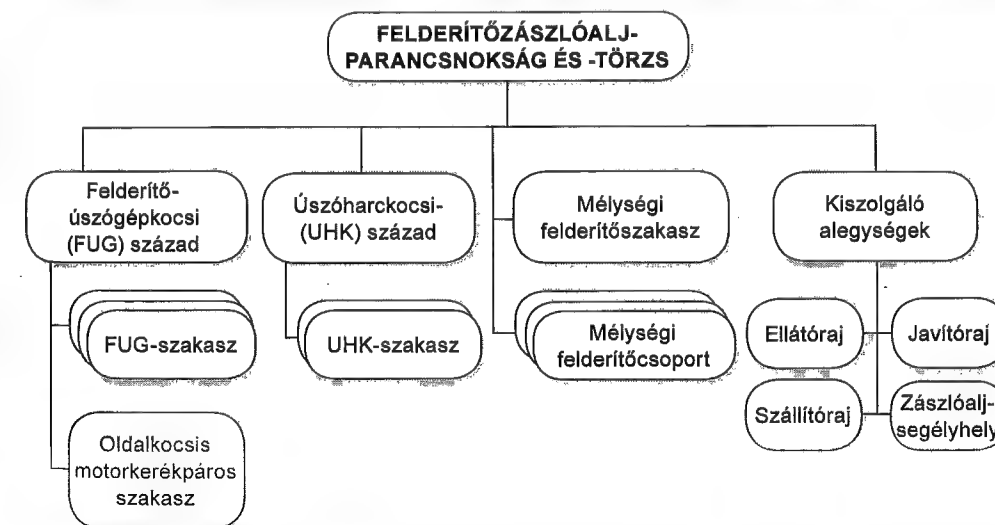 FELDERÍTŐZÁSZLÓALJ-
PARANCSNOKSÁG ÉS -TÖRZS
Felderítő-
úszógépkocsi
(FUG) század
Úszóharckocsi-
(UHK) század
Mélységi
felderítőszakasz
Kiszolgáló
alegységek
FUG-szakasz
UHK-szakasz
Mélységi
felderítőcsoport
Ellátóraj
Javítóraj
Szállítóraj
Zászlóalj-
segélyhely
Oldalkocsis
motorkerékpáros
szakasz